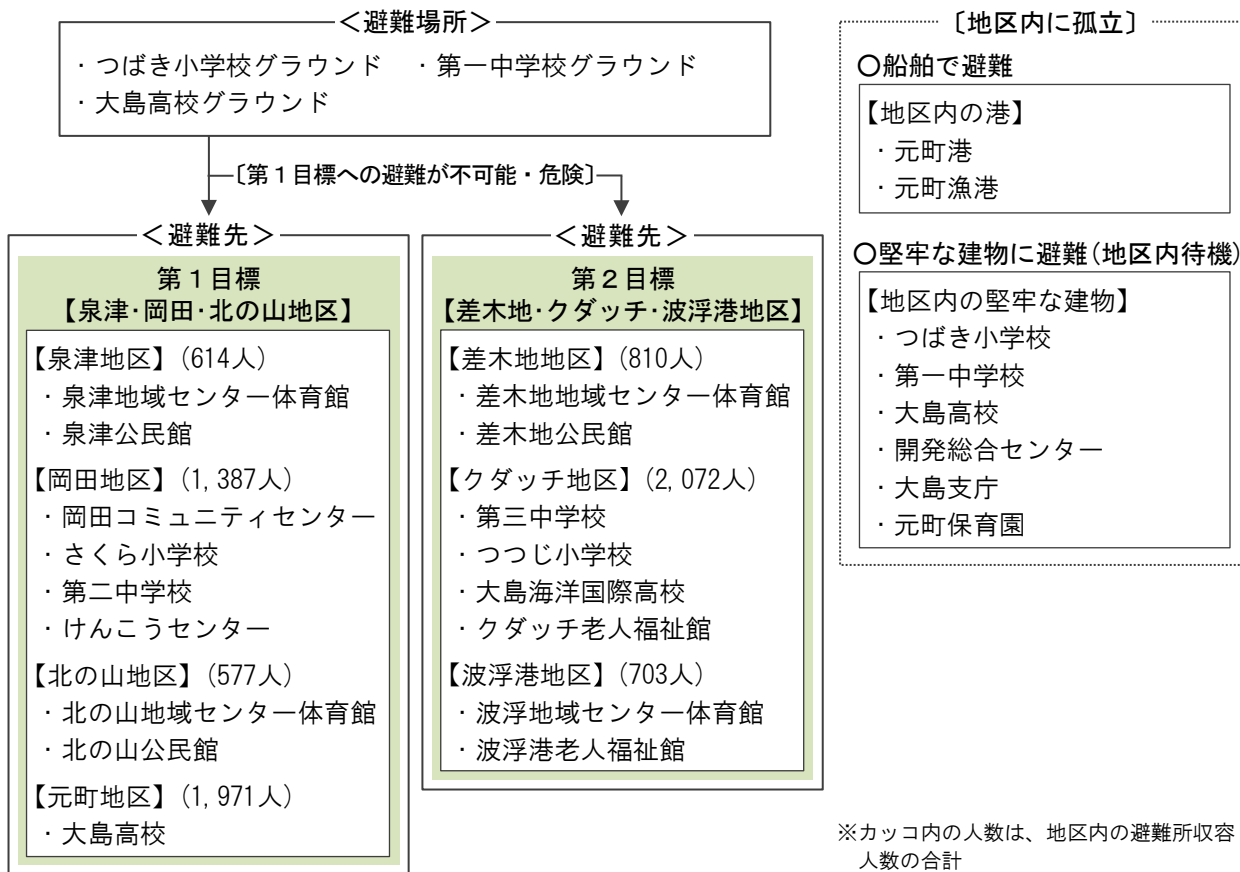 ＜避難場所＞
・つばき小学校グラウンド　・第一中学校グラウンド
・大島高校グラウンド
〔第１目標への避難が不可能・危険〕
＜避難先＞
第１目標
【泉津・岡田・北の山地区】
【泉津地区】(614人)
・泉津地域センター体育館
・泉津公民館
【岡田地区】(1,387人)
・岡田コミュニティセンター
・さくら小学校
・第二中学校
・けんこうセンター
【北の山地区】(577人)
・北の山地域センター体育館
・北の山公民館
【元町地区】(1,971人)
・大島高校
＜避難先＞
第２目標
【差木地・クダッチ・波浮港地区】
【差木地地区】(810人)
・差木地地域センター体育館
・差木地公民館
【クダッチ地区】(2,072人)
・第三中学校
・つつじ小学校
・大島海洋国際高校
・クダッチ老人福祉館
【波浮港地区】(703人)
・波浮地域センター体育館
・波浮港老人福祉館
〔地区内に孤立〕
○船舶で避難
【地区内の港】
・元町港
・元町漁港
○堅牢な建物に避難(地区内待機)
【地区内の堅牢な建物】
・つばき小学校
・第一中学校
・大島高校
・開発総合センター
・大島支庁
・元町保育園
※カッコ内の人数は、地区内の避難所収容
人数の合計